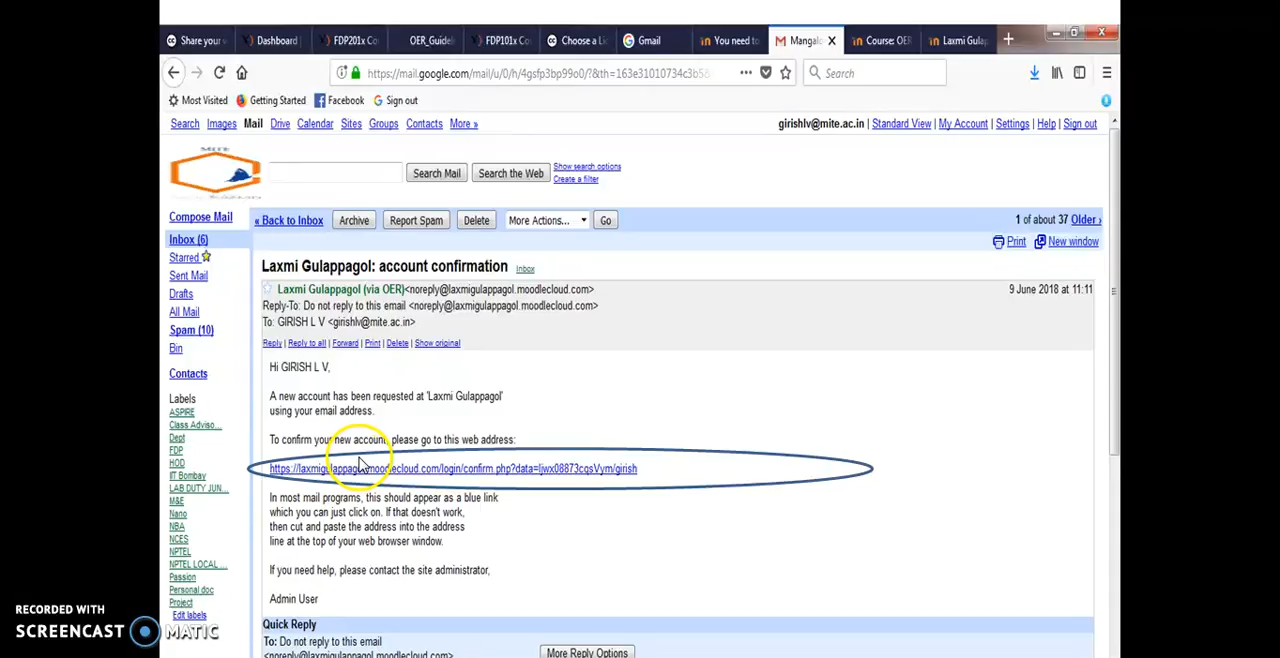 Share your
Dashboard
FDP201x Co
OER_Guidel
FDP101x Co
Choose a Li
Gmail
You need to
Mangal
Course: OER
Laxmi Gulap
https://mail.google.com/mail/u/0/h/4gsfp3bp99o0/?&th=163e31010734c3b5
Search
Most Visited
Getting Started
Facebook
Sign out
Search Images Mail Drive Calendar Sites Groups Contacts More »
girishlv@mite.ac.in | Standard View | My Account | Settings | Help | Sign out
Search Mail
Search the Web
Show search options
Create a filter
Compose Mail
Inbox (6)
Starred
Sent Mail
Drafts
All Mail
Spam (10)
Bin
Contacts
Labels
ASPIRE
Class Adviso...
Dept
FDP
HOD
IT Bombay
LAB DUTY JUN...
M&E
Nano
NBA
NCES
NPTEL
NPTEL LOCAL ...
Passion
Personal doc
Project
Edit labels
« Back to Inbox
Archive
Report Spam
Delete
More Actions...
Go
1 of about 37 Older ›
Print
New window
Laxmi Gulappagol: account confirmation Inbox
Laxmi Gulappagol (via OER)<noreply@laxmigulappagol.moodlecloud.com>
9 June 2018 at 11:11
Reply-To: Do not reply to this email <noreply@laxmigulappagol.moodlecloud.com>
To: GIRISH L V <girishlv@mite.ac.in>
Reply | Reply to all | Forward | Print | Delete | Show original
Hi GIRISH L V,
A new account has been requested at 'Laxmi Gulappagol'
using your email address.
To confirm your new account, please go to this web address:
https://laxmigulappagol.moodlecloud.com/login/confirm.php?data=ljwx08873cqsVym/girish
In most mail programs, this should appear as a blue link
which you can just click on. If that doesn't work,
then cut and paste the address into the address
line at the top of your web browser window.
If you need help, please contact the site administrator,
Admin User
Quick Reply
To: Do not reply to this email
<noreply@laxmigulappagol.moodlecloud.com>
More Reply Options
RECORDED WITH
SCREENCAST MATIC